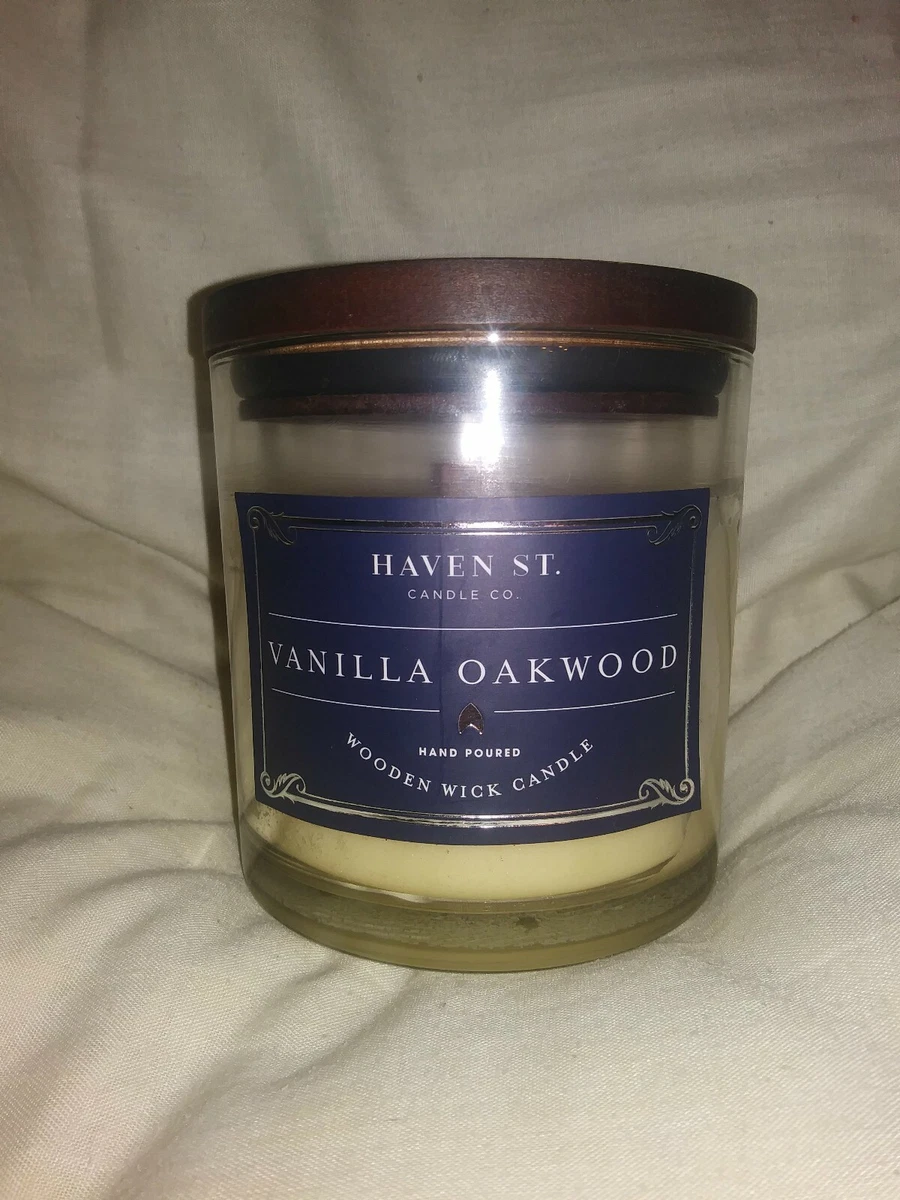 HAVEN ST.
CANDLE CO.
VANILLA OAKWOOD
HAND POURED
WOODEN WICK CANDLE